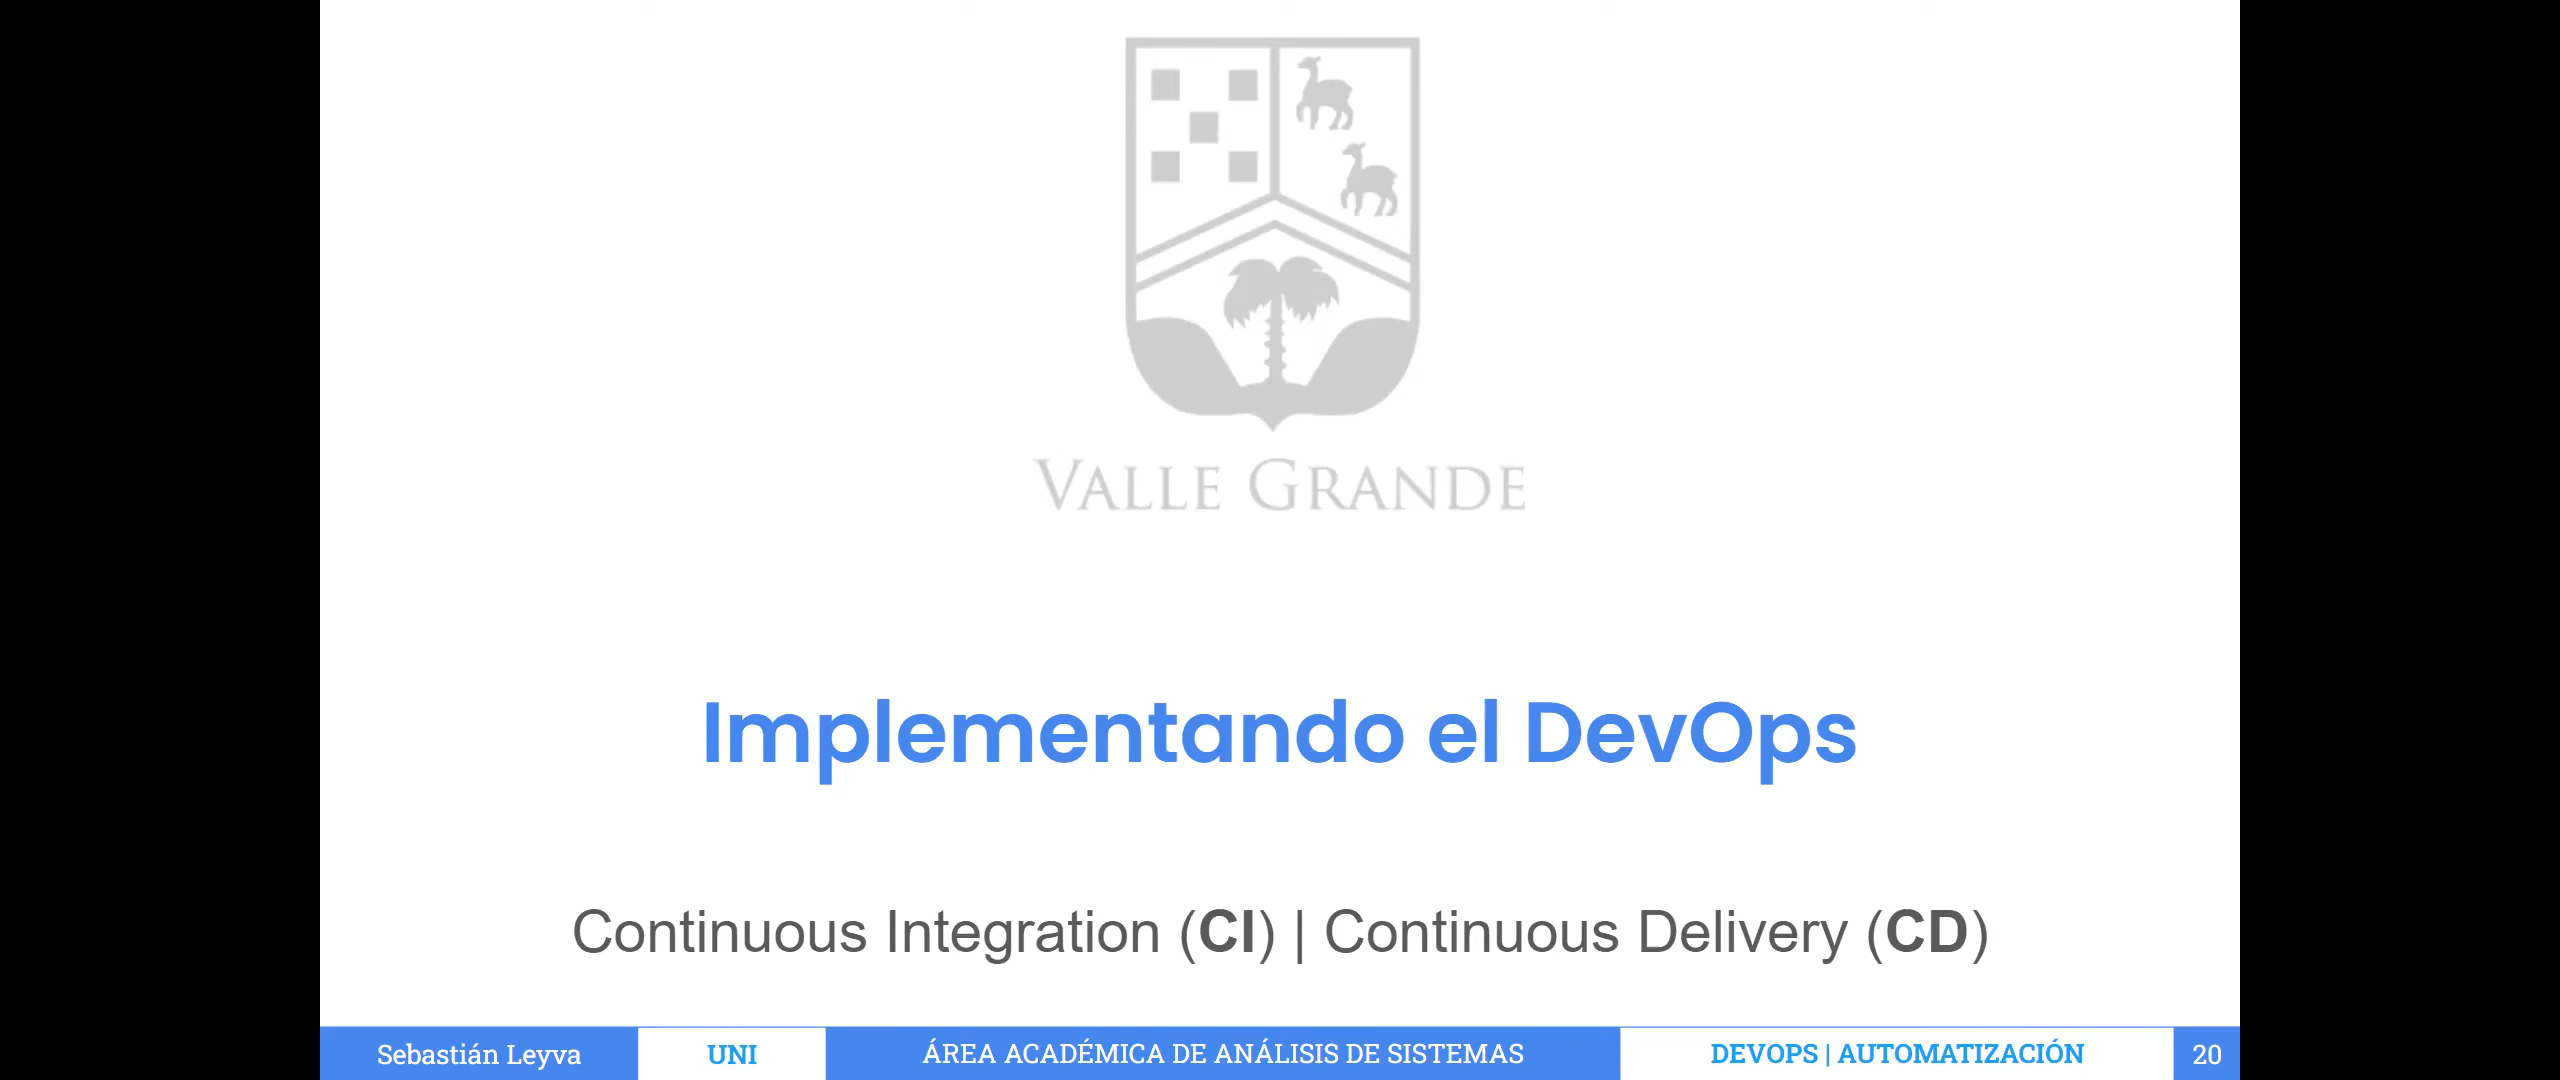 VALLE GRANDE
Implementando el DevOps
Continuous Integration (CI) | Continuous Delivery (CD)
Sebastián Leyva
UNI
ÁREA ACADÉMICA DE ANÁLISIS DE SISTEMAS
DEVOPS | AUTOMATIZACIÓN
20